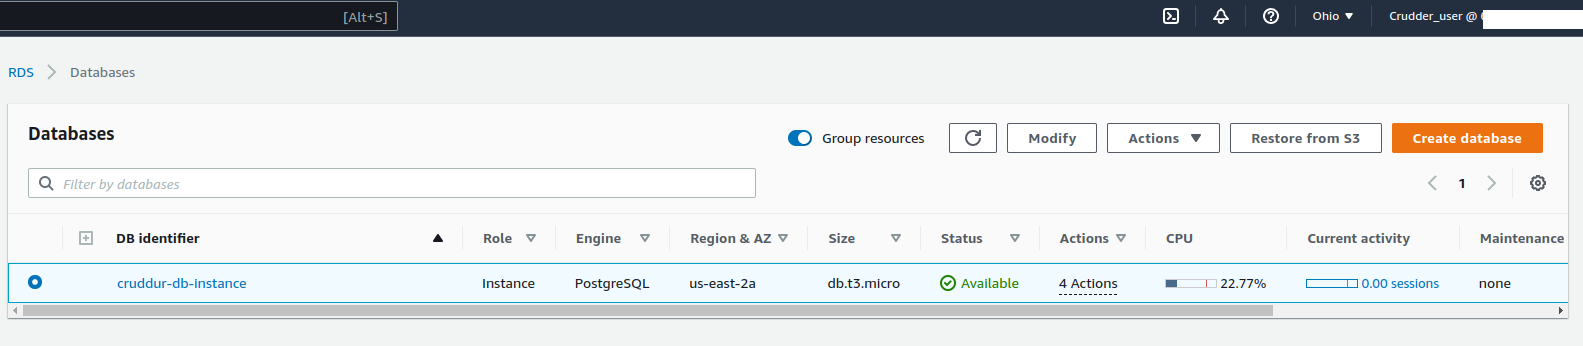 [Alt+S]
Ohio
Crudder_user @
RDS
Databases
Databases
Group resources
Modify
Actions
Restore from S3
Create database
Filter by databases
1
DB identifier
Role
Engine
Region & AZ
Size
Status
Actions
CPU
Current activity
Maintenance
cruddur-db-instance
Instance
PostgreSQL
us-east-2a
db.t3.micro
Available
4 Actions
22.77%
0.00 sessions
none